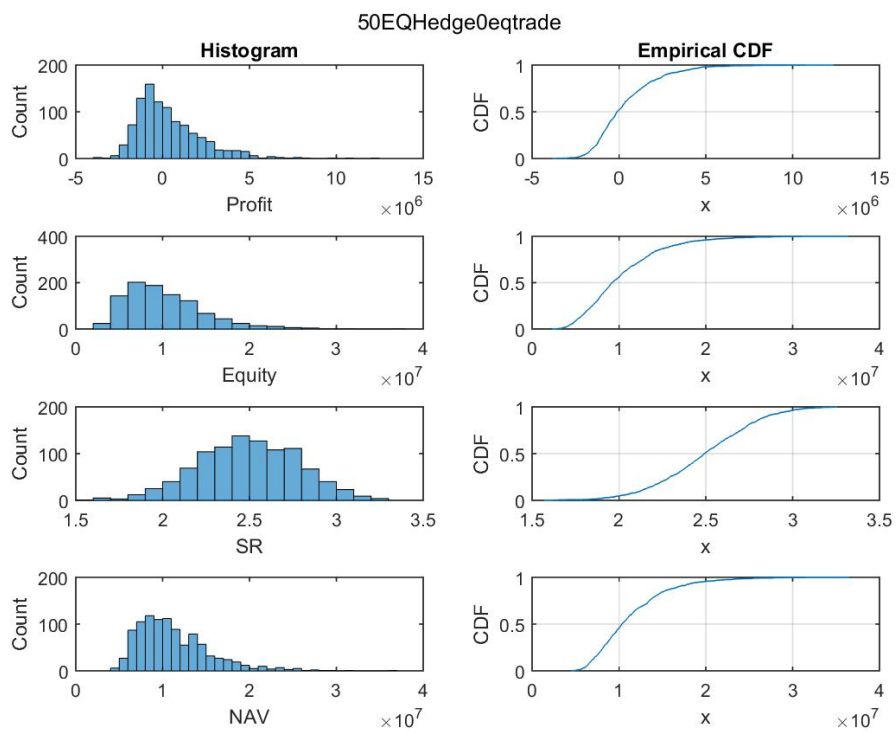 50EQHedge0eqtrade
Histogram
Empirical CDF
Count
200
100
0
-5 0 5 10 15
Profit
×10^6
CDF
1
0.5
0
-5 0 5 10 15
x
×10^6
Count
400
200
0
0 1 2 3 4
Equity
×10^7
CDF
1
0.5
0
0 1 2 3 4
x
×10^7
Count
200
100
0
1.5 2 2.5 3 3.5
SR
CDF
1
0.5
0
1.5 2 2.5 3 3.5
x
Count
200
100
0
0 1 2 3 4
NAV
×10^7
CDF
1
0.5
0
0 1 2 3 4
x
×10^7